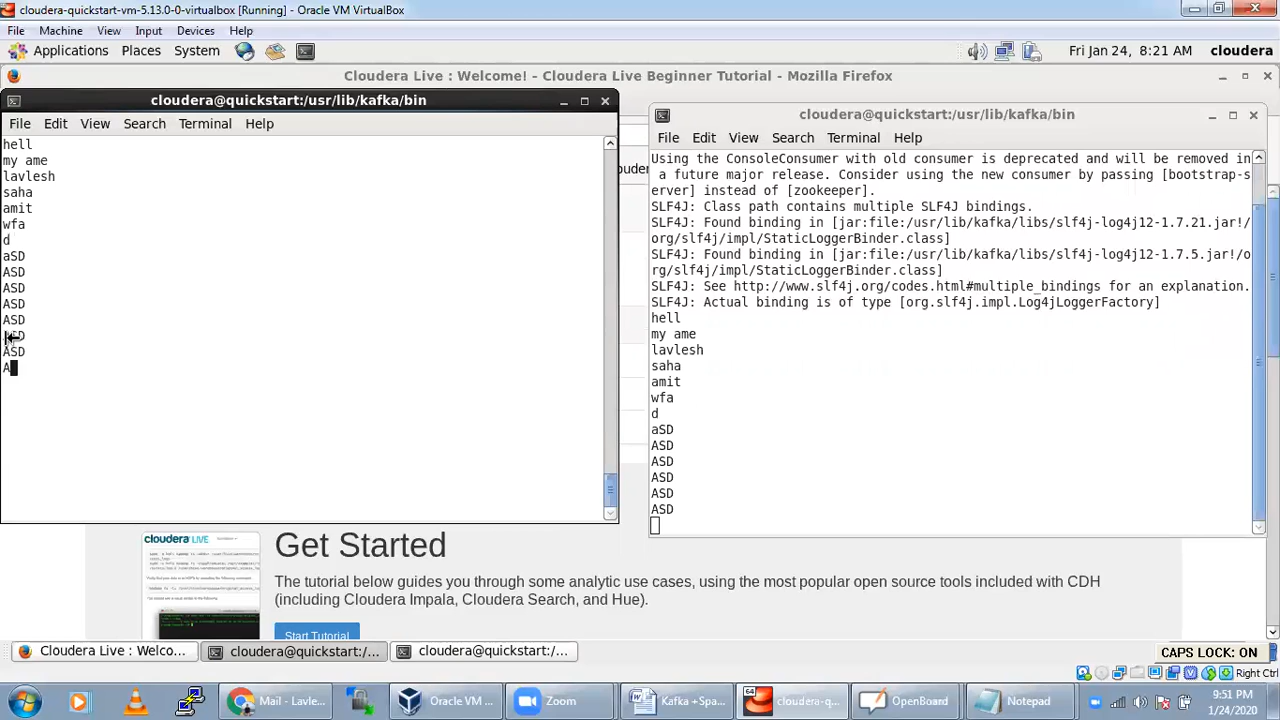 cloudera-quickstart-vm-5.13.0-0-virtualbox [Running] - Oracle VM VirtualBox
File Machine View Input Devices Help
Applications Places System Fri Jan 24, 8:21 AM cloudera
Cloudera Live : Welcome! - Cloudera Live Beginner Tutorial - Mozilla Firefox
cloudera@quickstart:/usr/lib/kafka/bin
File Edit View Search Terminal Help
hell
my ame
lavlesh
saha
amit
wfa
d
aSD
ASD
ASD
ASD
ASD
ASD
A
cloudera@quickstart:/usr/lib/kafka/bin
File Edit View Search Terminal Help
Using the ConsoleConsumer with old consumer is deprecated and will be removed in
a future major release. Consider using the new consumer by passing [bootstrap-s
erver] instead of [zookeeper].
SLF4J: Class path contains multiple SLF4J bindings.
SLF4J: Found binding in [jar:file:/usr/lib/kafka/libs/slf4j-log4j12-1.7.21.jar!/
org/slf4j/impl/StaticLoggerBinder.class]
SLF4J: Found binding in [jar:file:/usr/lib/kafka/libs/slf4j-log4j12-1.7.5.jar!/o
rg/slf4j/impl/StaticLoggerBinder.class]
SLF4J: See http://www.slf4j.org/codes.html#multiple_bindings for an explanation.
SLF4J: Actual binding is of type [org.slf4j.impl.Log4jLoggerFactory]
hell
my ame
lavlesh
saha
amit
wfa
d
aSD
ASD
ASD
ASD
ASD
ASD
cloudera LIVE
Get Started
The tutorial below guides you through some analytic use cases, using the most popular open source tools included with CDH
(including Cloudera Impala, Cloudera Search, and
Start Tutorial
Cloudera Live : Welco... cloudera@quickstart:/... cloudera@quickstart:/...
CAPS LOCK: ON
Right Ctrl
Mail - Lavle... Oracle VM ... Zoom Kafka +Spa... 64 cloudera-q... OpenBoard Notepad
9:51 PM
1/24/2020